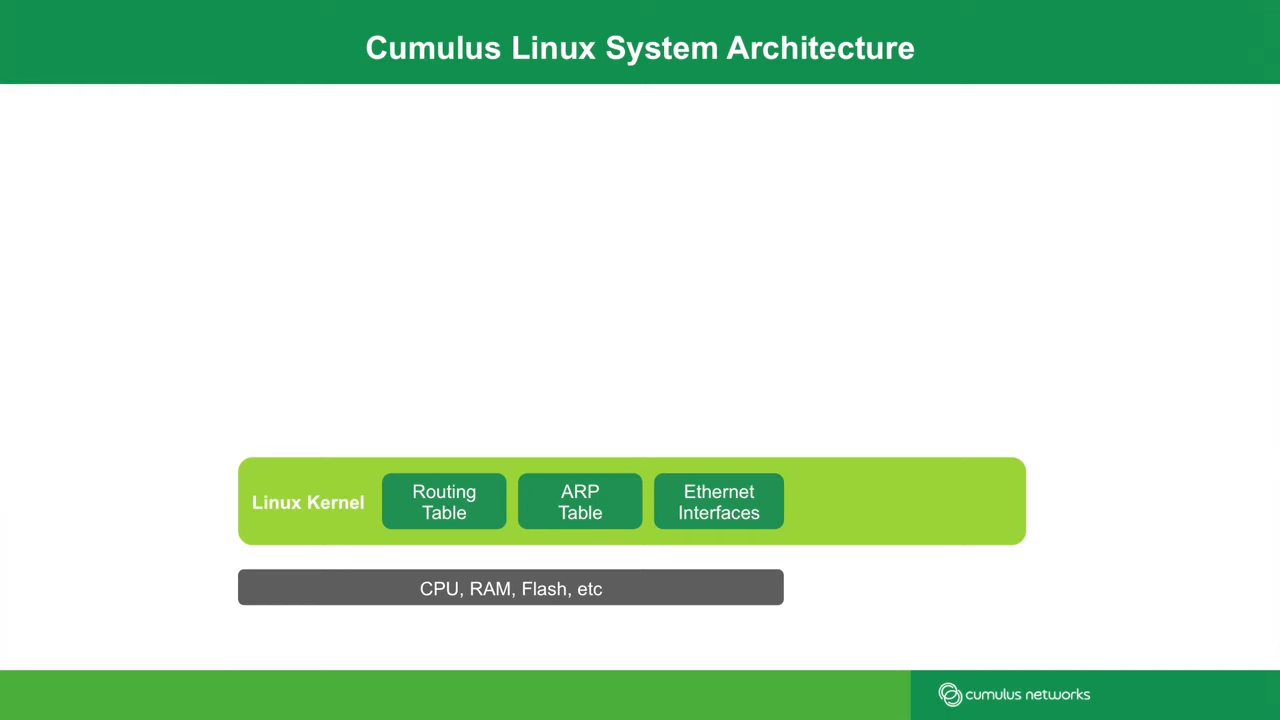 Cumulus Linux System Architecture
Linux Kernel
Routing
Table
ARP
Table
Ethernet
Interfaces
CPU, RAM, Flash, etc
cumulus networks